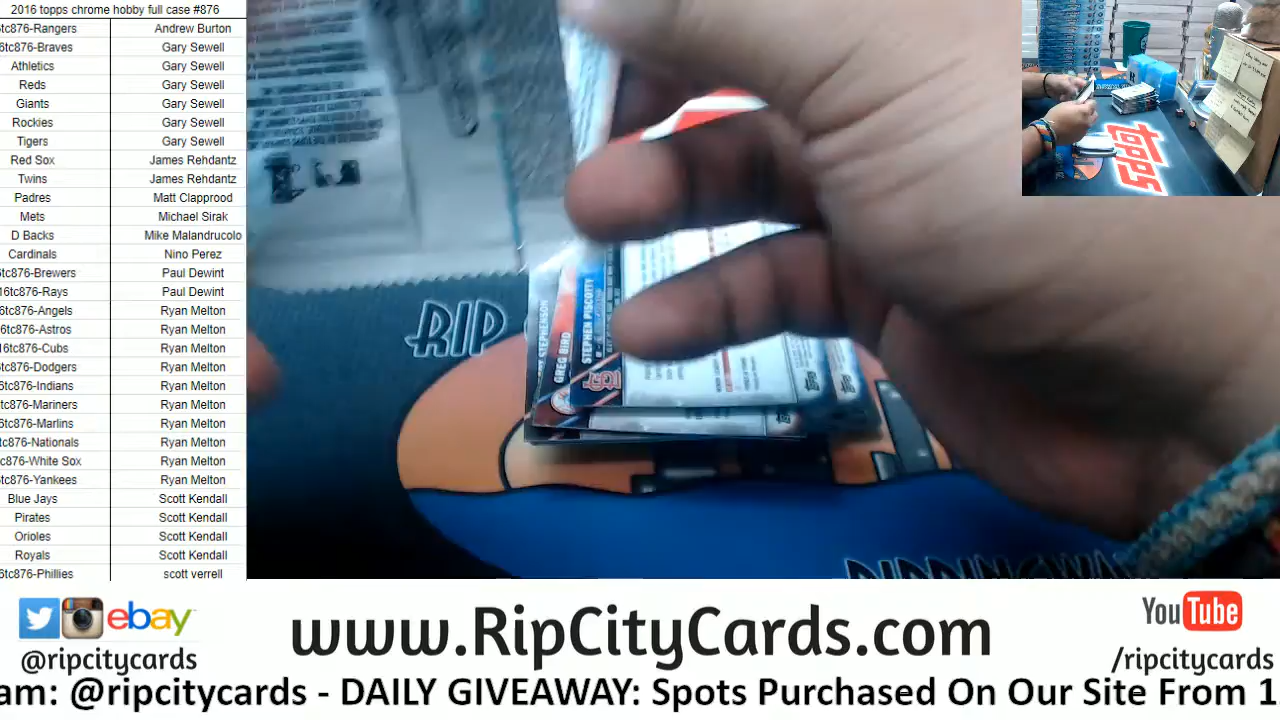 2016 topps chrome hobby full case #876
6tc876-Rangers Andrew Burton
6tc876-Braves Gary Sewell
Athletics Gary Sewell
Reds Gary Sewell
Giants Gary Sewell
Rockies Gary Sewell
Tigers Gary Sewell
Red Sox James Rehdantz
Twins James Rehdantz
Padres Matt Clapprood
Mets Michael Sirak
D Backs Mike Malandrucolo
Cardinals Nino Perez
6tc876-Brewers Paul Dewint
16tc876-Rays Paul Dewint
6tc876-Angels Ryan Melton
6tc876-Astros Ryan Melton
16tc876-Cubs Ryan Melton
tc876-Dodgers Ryan Melton
tc876-Indians Ryan Melton
c876-Mariners Ryan Melton
6tc876-Marlins Ryan Melton
c876-Nationals Ryan Melton
c876-White Sox Ryan Melton
tc876-Yankees Ryan Melton
Blue Jays Scott Kendall
Pirates Scott Kendall
Orioles Scott Kendall
Royals Scott Kendall
6tc876-Phillies scott verrell
topps
RIP
STEPHENSON
GREG BIRD
STEPHEN PISCOTTY
topps
topps
ebay
@ripcitycards
www.RipCityCards.com
YouTube
/ripcitycards
am: @ripcitycards - DAILY GIVEAWAY: Spots Purchased On Our Site From 1